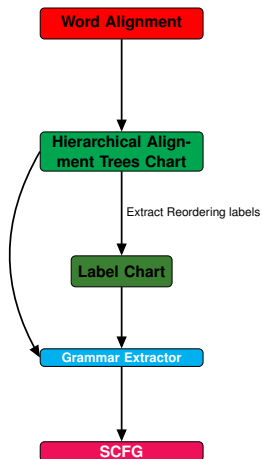 Word Alignment
Hierarchical Align-
ment Trees Chart
Extract Reordering labels
Label Chart
Grammar Extractor
SCFG